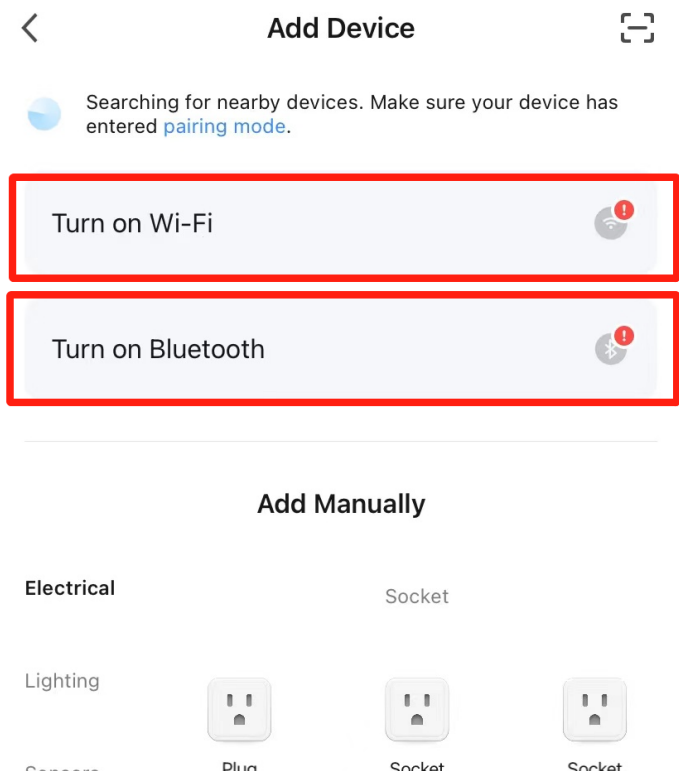 Add Device
Searching for nearby devices. Make sure your device has
entered pairing mode.
Turn on Wi-Fi
Turn on Bluetooth
Add Manually
Electrical
Socket
Lighting
Plug
Socket
Socket
Sensors